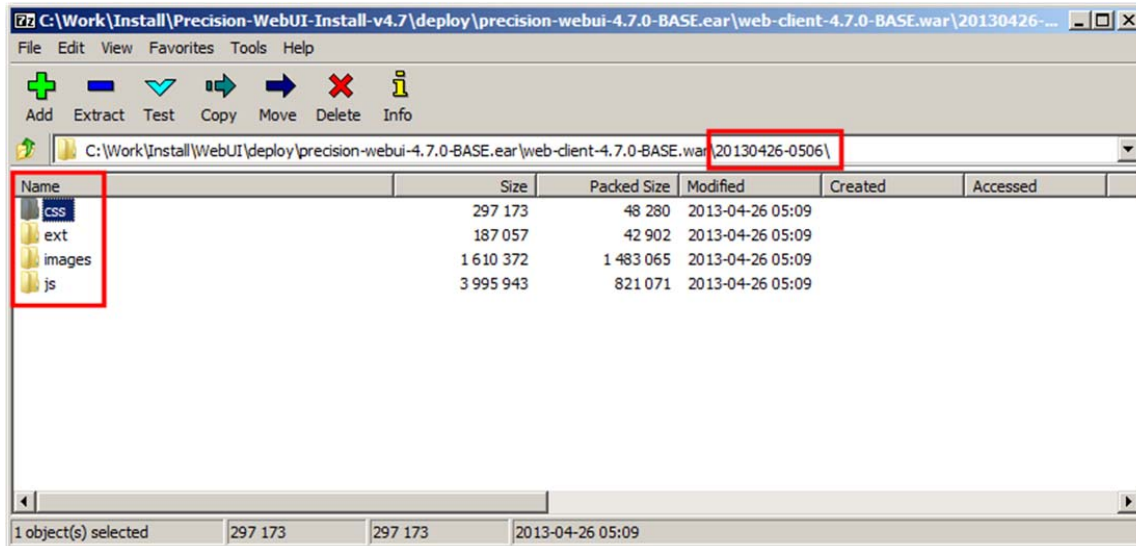 7z C:\Work\Install\Precision-WebUI-Install-v4.7\deploy\precision-webui-4.7.0-BASE.ear\web-client-4.7.0-BASE.war\20130426-...
File Edit View Favorites Tools Help
Add Extract Test Copy Move Delete Info
C:\Work\Install\WebUI\deploy\precision-webui-4.7.0-BASE.ear\web-client-4.7.0-BASE.war\20130426-0506\
Name Size Packed Size Modified Created Accessed
css 297 173 48 280 2013-04-26 05:09
ext 187 057 42 902 2013-04-26 05:09
images 1 610 372 1 483 065 2013-04-26 05:09
js 3 995 943 821 071 2013-04-26 05:09
1 object(s) selected 297 173 297 173 2013-04-26 05:09